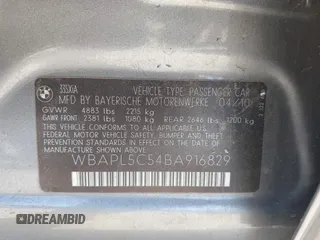 335XiA VEHICLE TYPE PASSENGER CAR
MFD BY BAYERISCHE MOTORENWERKE 04/10
GVWR 4883 lbs 2215 kg
GAWR FRONT 2381 lbs 1080 kg REAR 2646 lbs 1200 kg
THIS VEHICLE CONFORMS TO ALL APPLICABLE FEDERAL MOTOR
VEHICLE SAFETY, BUMPER, AND THEFT PREVENTION STANDARDS
IN EFFECT ON THE DATE OF MANUFACTURE SHOWN ABOVE
WBAPL5C54BA916829
DREAMBID
DREAMBID.COM